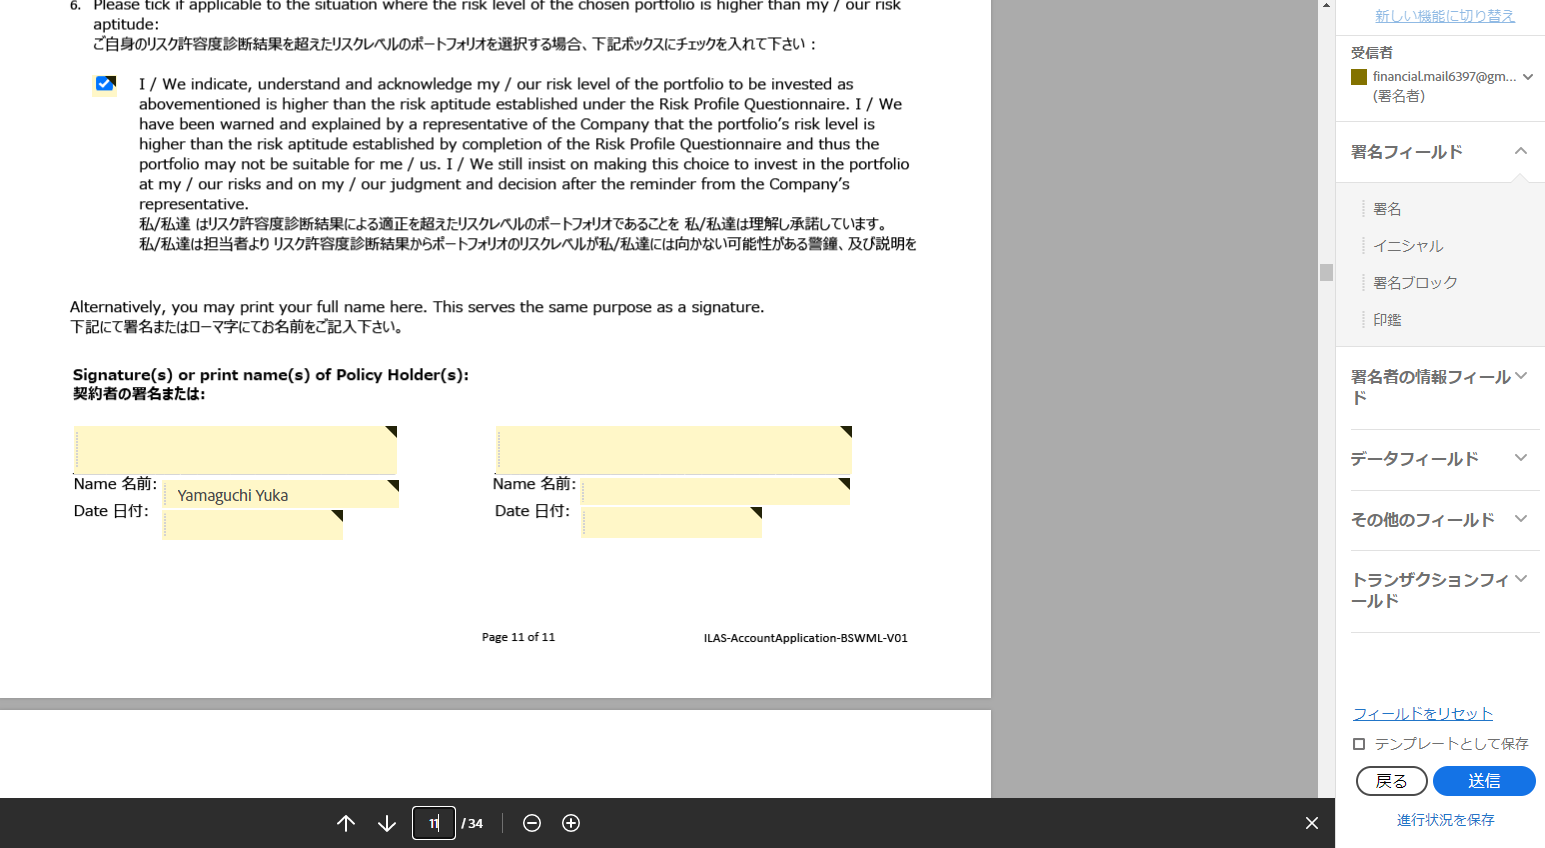 6. Please tick if applicable to the situation where the risk level of the chosen portfolio is higher than my / our risk
aptitude:
ご自身のリスク許容度診断結果を超えたリスクレベルのポートフォリオを選択する場合、下記ボックスにチェックを入れて下さい：
I / We indicate, understand and acknowledge my / our risk level of the portfolio to be invested as
abovementioned is higher than the risk aptitude established under the Risk Profile Questionnaire. I / We
have been warned and explained by a representative of the Company that the portfolio's risk level is
higher than the risk aptitude established by completion of the Risk Profile Questionnaire and thus the
portfolio may not be suitable for me / us. I / We still insist on making this choice to invest in the portfolio
at my / our risks and on my / our judgment and decision after the reminder from the Company's
representative.
私/私達 はリスク許容度診断結果による適正を超えたリスクレベルのポートフォリオであることを 私/私達は理解し承諾しています。
私/私達は担当者より リスク許容度診断結果からポートフォリオのリスクレベルが私/私達には向かない可能性がある警鐘、及び説明を
Alternatively, you may print your full name here. This serves the same purpose as a signature.
下記にて署名またはローマ字にてお名前をご記入下さい。
Signature(s) or print name(s) of Policy Holder(s):
契約者の署名または:
Name 名前: Yamaguchi Yuka
Date 日付:
Name 名前:
Date 日付:
Page 11 of 11
ILAS-AccountApplication-BSWML-V01
11 / 34
新しい機能に切り替え
受信者
financial.mail6397@gm...
(署名者)
署名フィールド
署名
イニシャル
署名ブロック
印鑑
署名者の情報フィール
ド
データフィールド
その他のフィールド
トランザクションフィ
ールド
フィールドをリセット
テンプレートとして保存
戻る 送信
進行状況を保存